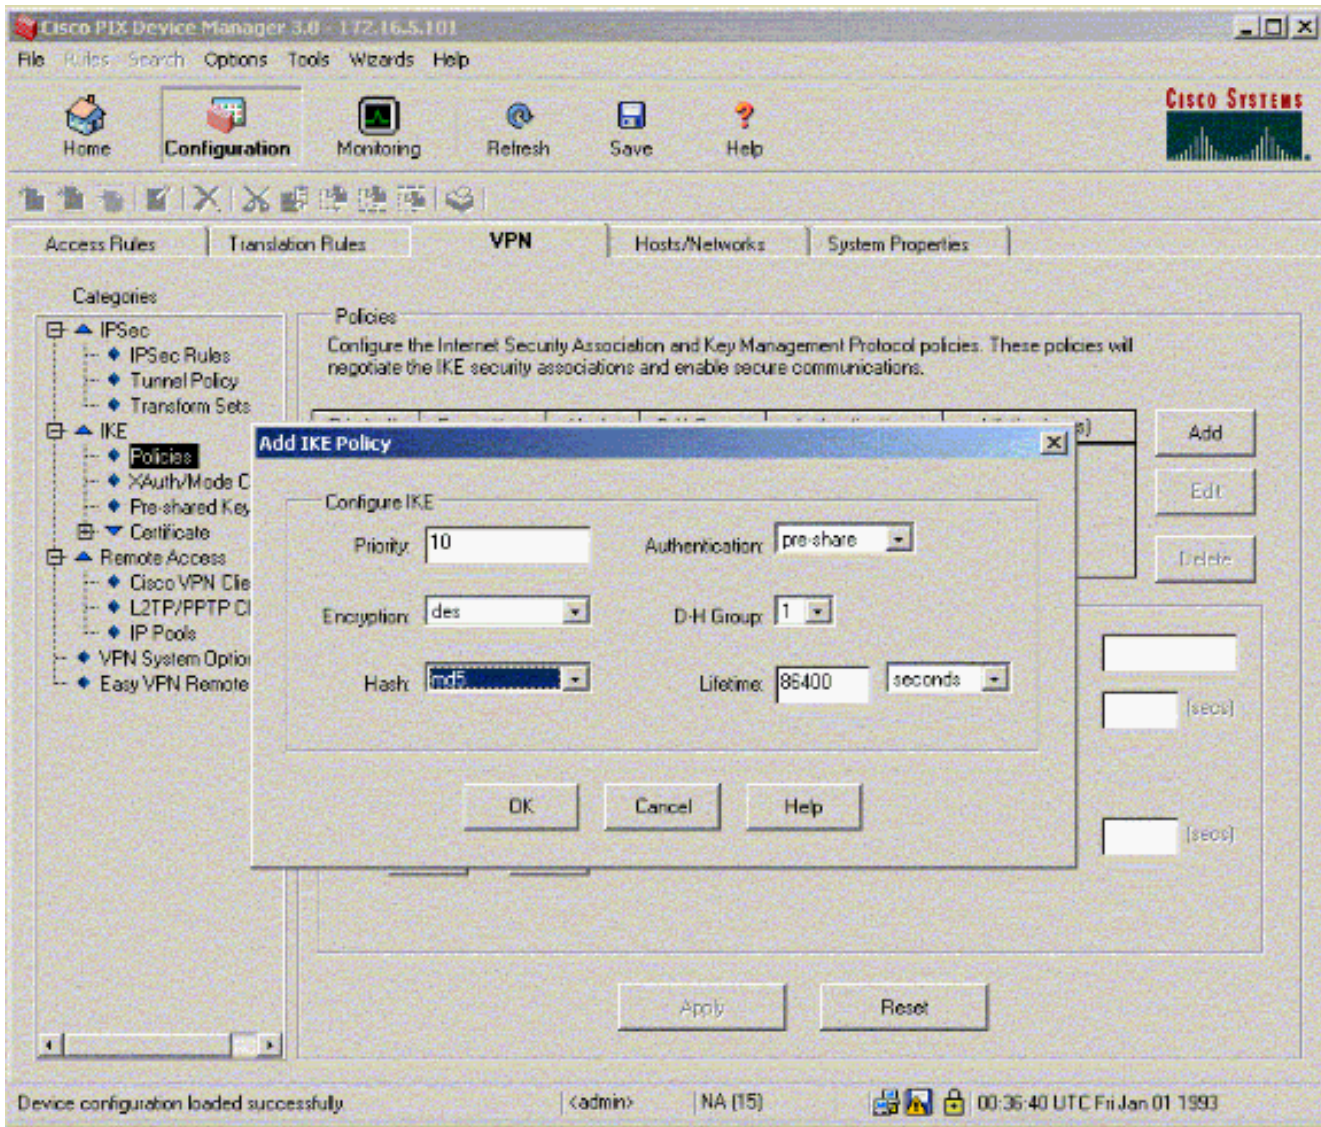 Cisco PIX Device Manager 3.0 - 172.16.5.101
File Rules Search Options Tools Wizards Help
CISCO SYSTEMS
Home Configuration Monitoring Refresh Save Help
Access Rules Translation Rules VPN Hosts/Networks System Properties
Categories
IPSec
IPSec Rules
Tunnel Policy
Transform Sets
IKE
Policies
XAuth/Mode C
Pre-shared Key
Certificate
Remote Access
Cisco VPN Clie
L2TP/PPTP Cl
IP Pools
VPN System Option
Easy VPN Remote
Policies
Configure the Internet Security Association and Key Management Protocol policies. These policies will
negotiate the IKE security associations and enable secure communications.
s)
Add
Edit
Delete
Add IKE Policy
Configure IKE
Priority: 10 Authentication: pre-share
Encryption: des D-H Group: 1
Hash: md5 Lifetime: 86400 seconds
OK Cancel Help
(secs)
(secs)
Apply Reset
Device configuration loaded successfully. <admin> NA (15) 00:36:40 UTC Fri Jan 01 1993